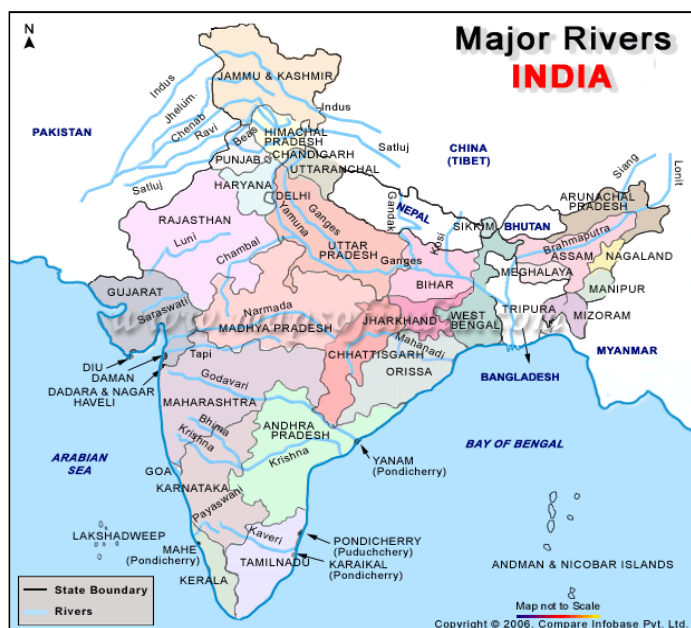 N
Major Rivers
INDIA
JAMMU & KASHMIR
Indus
Jhelum.
Chenab
Ravi
Beas
Indus
Satluj
PAKISTAN
HIMACHAL
PRADESH
CHANDIGARH
PUNJAB
UTTARANCHAL
Satluj
HARYANA
DELHI
CHINA
(TIBET)
Siang
Lohit
ARUNACHAL
PRADESH
RAJASTHAN
Luni
Chambal
Yamuna
Ganges
UTTAR
PRADESH
Ganges
Gandak
NEPAL
Kosi
SIKKIM
BHUTAN
Brahmaputra
ASSAM
NAGALAND
MEGHALAYA
MANIPUR
BIHAR
GUJARAT
Saraswati
Narmada
MADHYA PRADESH
JHARKHAND
WEST
BENGAL
TRIPURA
MIZORAM
MYANMAR
BANGLADESH
CHHATTISGARH
Mahanadi
ORISSA
Tapi
DIU
DAMAN
DADARA & NAGAR
HAVELI
Godavari
MAHARASHTRA
Bhima
Krishna
ANDHRA
PRADESH
Krishna
YANAM
(Pondicherry)
BAY OF BENGAL
ARABIAN
SEA
GOA
KARNATAKA
Payaswani
Kaveri
LAKSHADWEEP
MAHE
(Pondicherry)
KERALA
TAMILNADU
PONDICHERRY
(Puduchchery)
KARAIKAL
(Pondicherry)
ANDMAN & NICOBAR ISLANDS
State Boundary
Rivers
Map not to Scale
Copyright © 2006, Compare Infobase Pvt. Ltd.